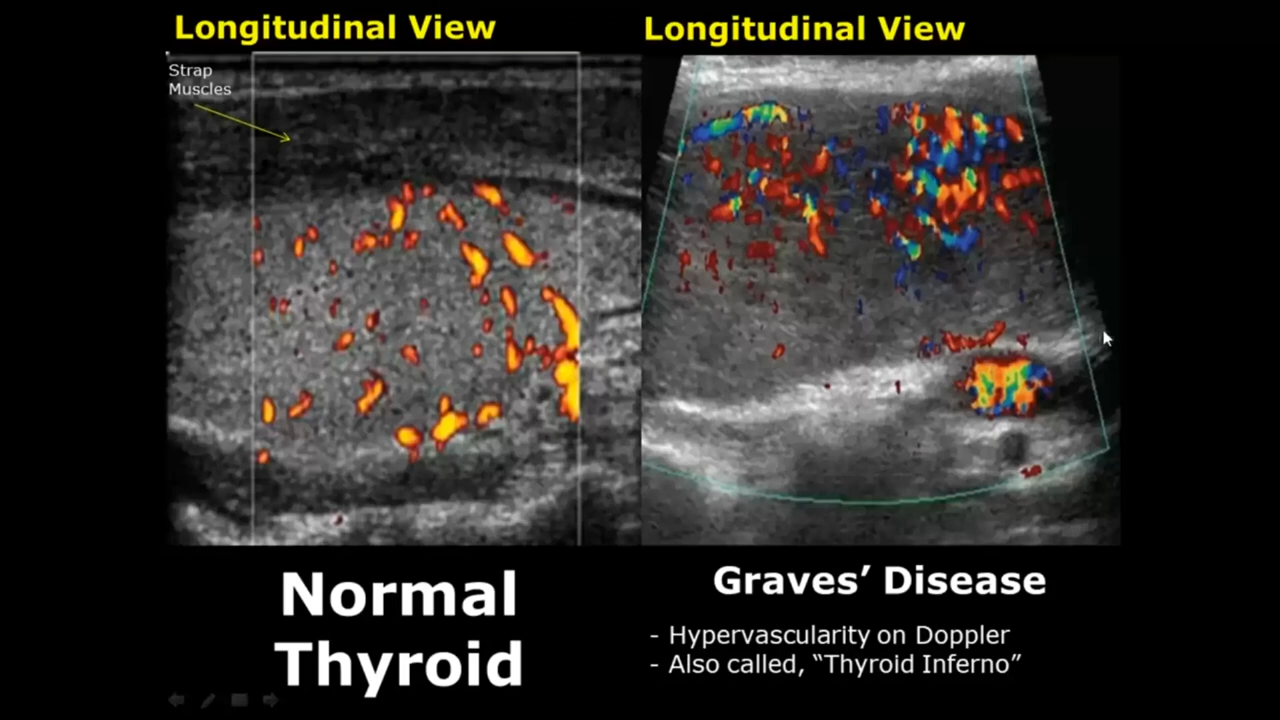 Longitudinal View
Strap
Muscles
Normal
Thyroid
Longitudinal View
Graves’ Disease
- Hypervascularity on Doppler
- Also called, “Thyroid Inferno”